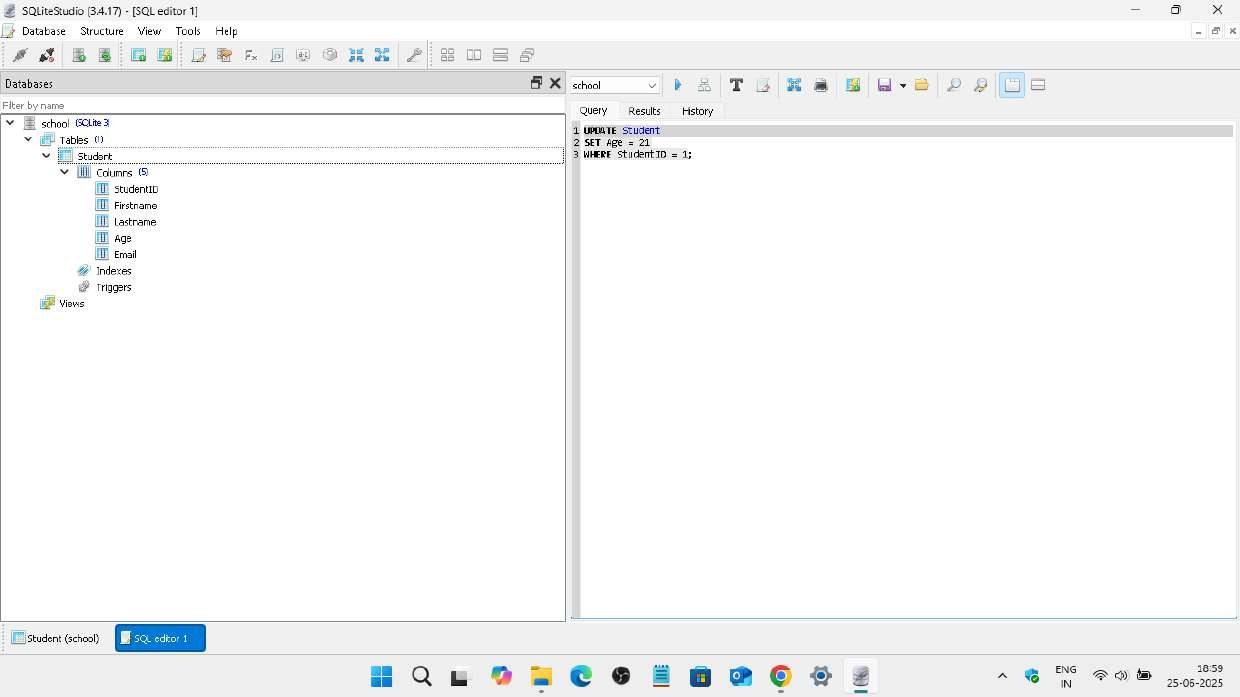 SQLiteStudio (3.4.17) - [SQL editor 1]
Database Structure View Tools Help
Databases
Filter by name
school (SQLite 3)
Tables (1)
Student
Columns (5)
StudentID
Firstname
Lastname
Age
Email
Indexes
Triggers
Views
school
Query Results History
1 UPDATE Student
2 SET Age = 21
3 WHERE StudentID = 1;
Student (school) SQL editor 1
ENG
IN
18:59
25-06-2025